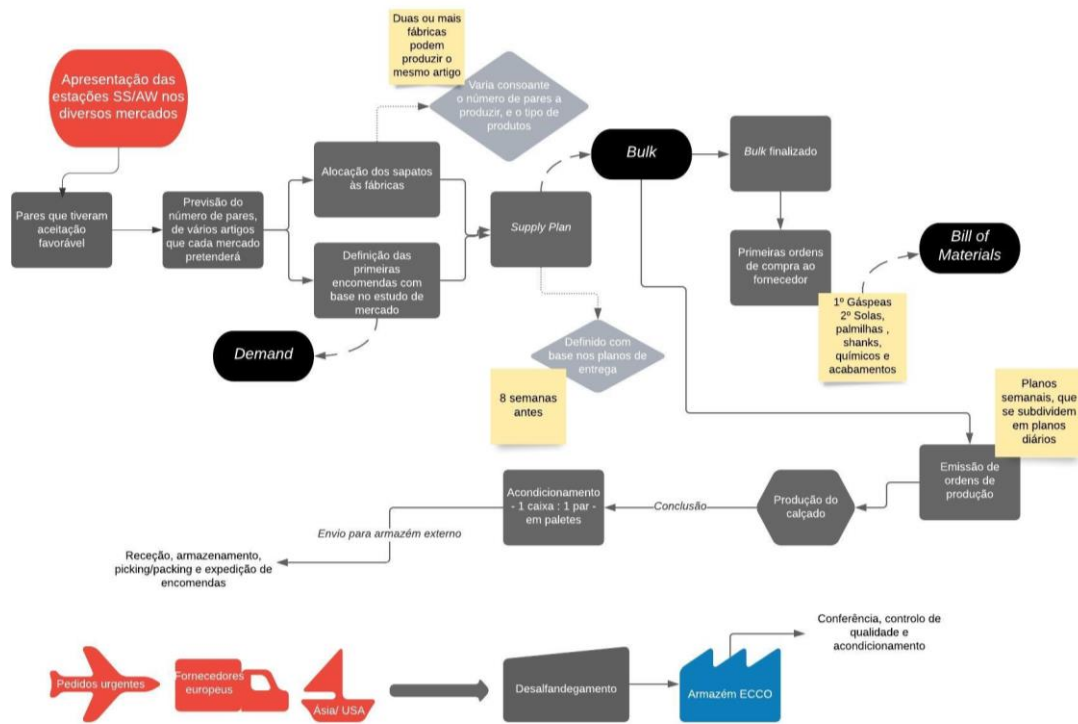 Duas ou mais
fábricas
podem
produzir o
mesmo artigo
Apresentação das
estações SS/AW nos
diversos mercados
Varia consoante
o número de pares a
produzir, e o tipo de
produtos
Bulk
Bulk finalizado
Pares que tiveram
aceitação
favorável
Previsão do
número de pares,
de vários artigos
que cada mercado
pretenderá
Alocação dos sapatos
às fábricas
Definição das
primeiras
encomendas com
base no estudo de
mercado
Supply Plan
Primeiras ordens
de compra ao
fornecedor
Bill of
Materials
1º Gáspeas
2º Solas,
palmilhas ,
shanks,
químicos e
acabamentos
Demand
Definido com
base nos planos de
entrega
8 semanas
antes
Planos
semanais, que
se subdividem
em planos
diários
Emissão de
ordens de
produção
Produção do
calçado
Conclusão
Acondicionamento
- 1 caixa : 1 par -
em paletes
Envio para armazém externo
Receção, armazenamento,
picking/packing e expedição de
encomendas
Pedidos urgentes
Fornecedores
europeus
Ásia/ USA
Desalfandegamento
Armazém ECCO
Conferência, controlo de
qualidade e
acondicionamento